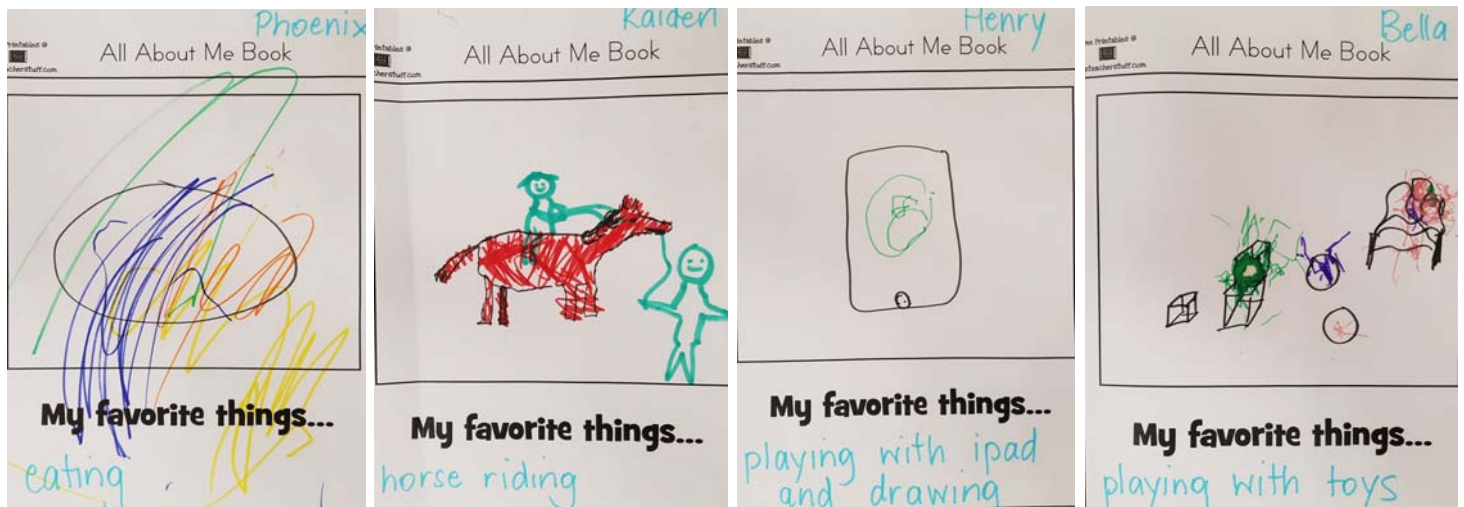 Phoenix
All About Me Book
eating
My favorite things...
Kaiden
All About Me Book
My favorite things...
horse riding
Henry
All About Me Book
My favorite things...
playing with ipad
and drawing
Bella
All About Me Book
My favorite things...
playing with toys